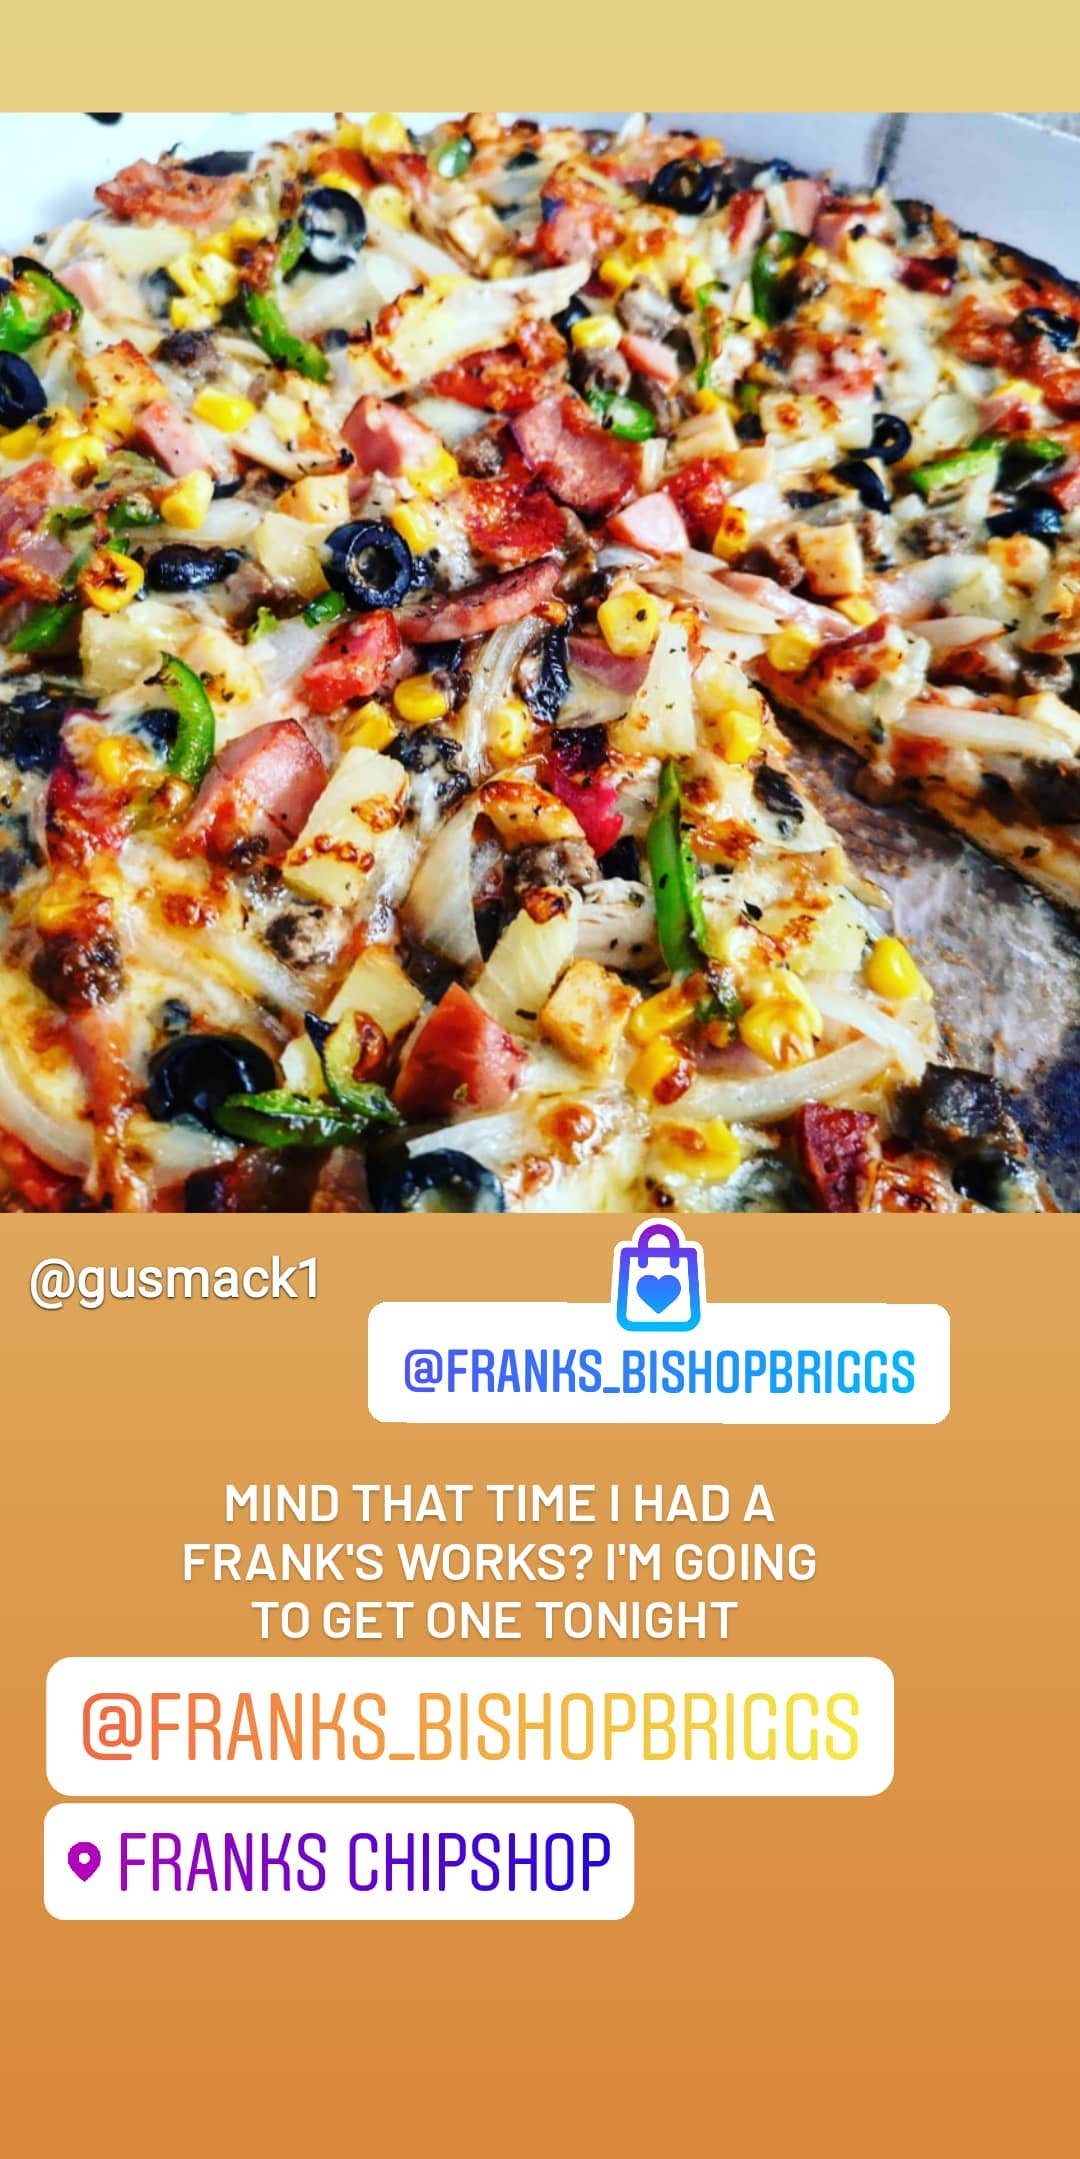 @gusmack1
@FRANKS_BISHOPBRIGGS
MIND THAT TIME I HAD A
FRANK'S WORKS? I'M GOING
TO GET ONE TONIGHT
@FRANKS_BISHOPBRIGGS
FRANKS CHIPSHOP